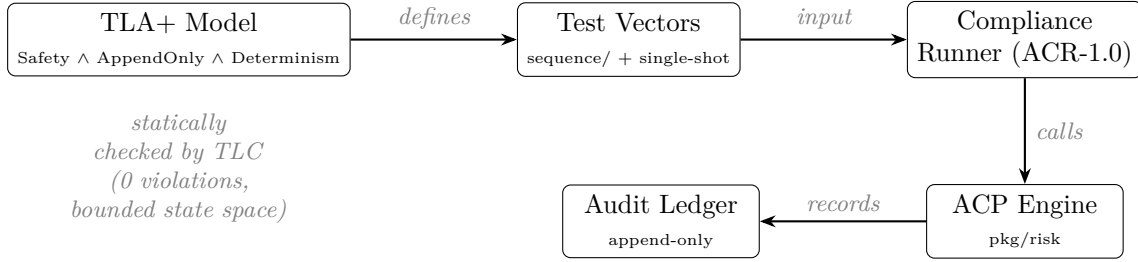 TLA+ Model
Safety ∧ AppendOnly ∧ Determinism
defines
Test Vectors
sequence/ + single-shot
input
Compliance
Runner (ACR-1.0)
statically
checked by TLC
(0 violations,
bounded state space)
calls
Audit Ledger
append-only
records
ACP Engine
pkg/risk